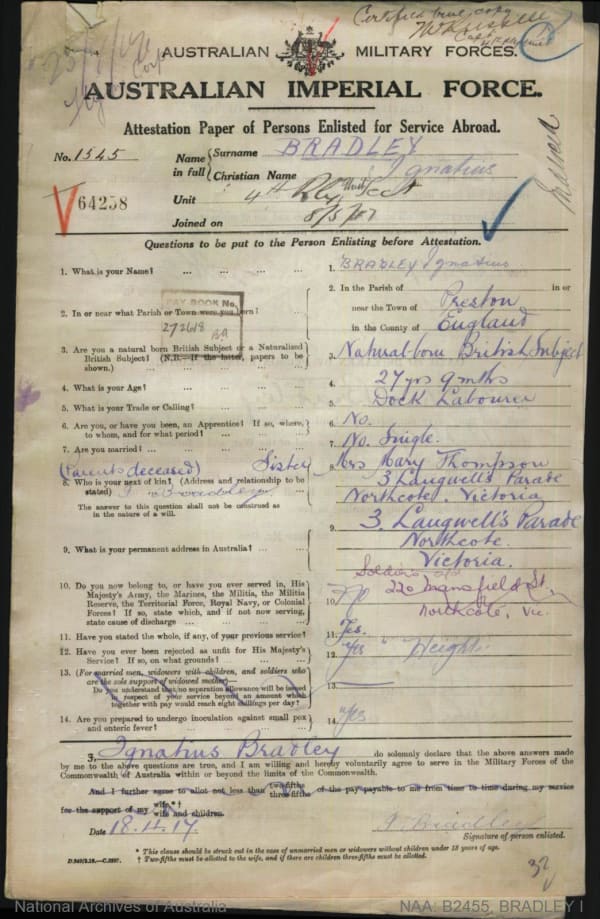 Certified true copy
AUSTRALIAN MILITARY FORCES.
AUSTRALIAN IMPERIAL FORCE.
Attestation Paper of Persons Enlisted for Service Abroad.
No. 1545
Name in full { Surname BRADLEY
Christian Name Ignatius
64258
Unit 4th Rly Unit
Joined on
Questions to be put to the Person Enlisting before Attestation.
1. What is your Name? ... ... ... ... 1. BRADLEY Ignatius
2. In or near what Parish or Town were you born? 2. In the Parish of in or
near the Town of Preston
in the County of England
PAY BOOK No.
27268
3. Are you a natural born British Subject or a Naturalized British Subject? (N.B.—If the latter, papers to be shown.) 3. Natural born British Subject
4. What is your Age? 4. 27 yrs 9 mths
5. What is your Trade or Calling? 5. Dock Labourer
6. Are you, or have you been, an Apprentice? If so, where, to whom, and for what period? 6. No.
7. Are you married? 7. No. Single.
(Parents deceased) Sister
8. Who is your next of kin? (Address and relationship to be stated) 8. Mrs Mary Thompson
I Bradley
3 Langwell's Parade
Northcote. Victoria
The answer to this question shall not be construed as in the nature of a will.
9. What is your permanent address in Australia? 9. 3. Langwell's Parade
Northcote.
Victoria.
220 Mansfield St,
Northcote, Vic.
10. Do you now belong to, or have you ever served in, His Majesty's Army, the Marines, the Militia, the Militia Reserve, the Territorial Force, Royal Navy, or Colonial Forces? If so, state which, and if not now serving, state cause of discharge 10. No
11. Have you stated the whole, if any, of your previous service? 11. Yes.
12. Have you ever been rejected as unfit for His Majesty's Service? If so, on what grounds? 12. Yes Height.
13. (For married men, widowers with children, and soldiers who are the sole support of widowed mother— 13.
Do you understand that no separation allowance will be issued in respect of your service beyond an amount which together with pay would reach eight shillings per day?
14. Are you prepared to undergo inoculation against small pox and enteric fever? 14. Yes
I, Ignatius Bradley do solemnly declare that the above answers made
by me to the above questions are true, and I am willing and hereby voluntarily agree to serve in the Military Forces of the
Commonwealth of Australia within or beyond the limits of the Commonwealth.
And I further agree to allot not less than two-fifths three-fifths of the pay payable to me from time to time during my service
for the support of my wife*† wife and children.
Date 18.4.17. I. Bradley
Signature of person enlisted.
* This clause should be struck out in the case of unmarried men or widowers without children under 18 years of age.
† Two-fifths must be allotted to the wife, and if there are children three-fifths must be allotted.
32
National Archives of Australia
NAA: B2455, BRADLEY I